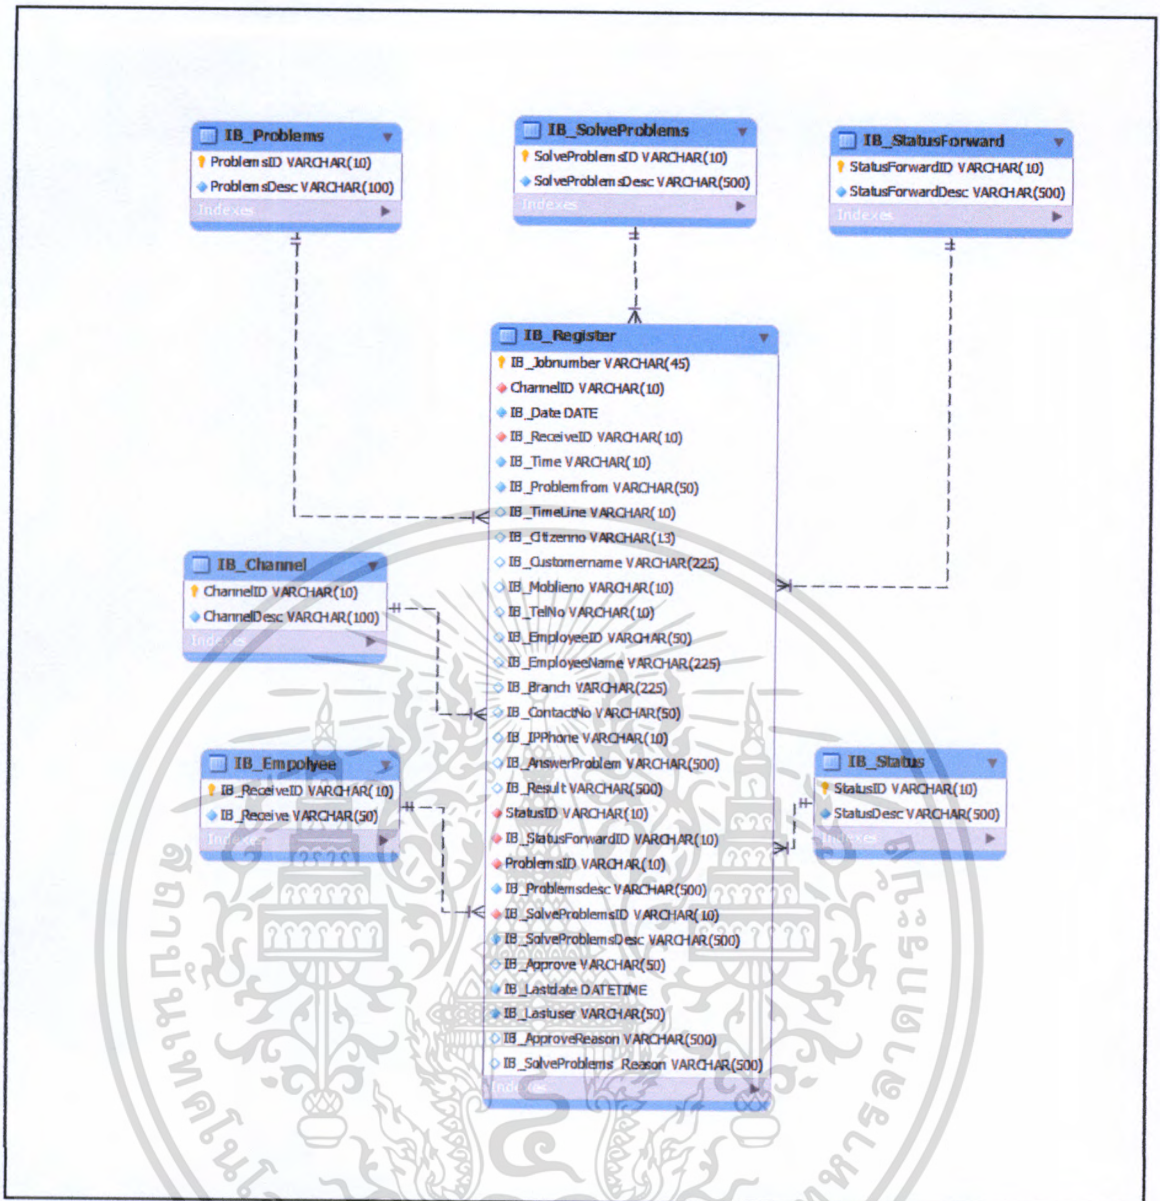 IB_Problems
ProblemsID VARCHAR(10)
ProblemsDesc VARCHAR(100)
Indexes
IB_SolveProblems
SolveProblemsID VARCHAR(10)
SolveProblemsDesc VARCHAR(500)
Indexes
IB_StatusForward
StatusForwardID VARCHAR(10)
StatusForwardDesc VARCHAR(500)
Indexes
IB_Register
IB_Jobnumber VARCHAR(45)
ChannelID VARCHAR(10)
IB_Date DATE
IB_ReceiveID VARCHAR(10)
IB_Time VARCHAR(10)
IB_Problemfrom VARCHAR(50)
IB_TimeLine VARCHAR(10)
IB_Citizenno VARCHAR(13)
IB_Customername VARCHAR(225)
IB_Moblieno VARCHAR(10)
IB_TelNo VARCHAR(10)
IB_EmployeeID VARCHAR(50)
IB_EmployeeName VARCHAR(225)
IB_Branch VARCHAR(225)
IB_ContactNo VARCHAR(50)
IB_IPPhone VARCHAR(10)
IB_AnswerProblem VARCHAR(500)
IB_Result VARCHAR(500)
StatusID VARCHAR(10)
IB_StatusForwardID VARCHAR(10)
ProblemsID VARCHAR(10)
IB_Problemsdesc VARCHAR(500)
IB_SolveProblemsID VARCHAR(10)
IB_SolveProblemsDesc VARCHAR(500)
IB_Approve VARCHAR(50)
IB_Lastdate DATETIME
IB_Lastuser VARCHAR(50)
IB_ApproveReason VARCHAR(500)
IB_SolveProblems_Reason VARCHAR(500)
Indexes
IB_Channel
ChannelID VARCHAR(10)
ChannelDesc VARCHAR(100)
Indexes
IB_Empolyee
IB_ReceiveID VARCHAR(10)
IB_Receive VARCHAR(50)
Indexes
IB_Status
StatusID VARCHAR(10)
StatusDesc VARCHAR(500)
Indexes